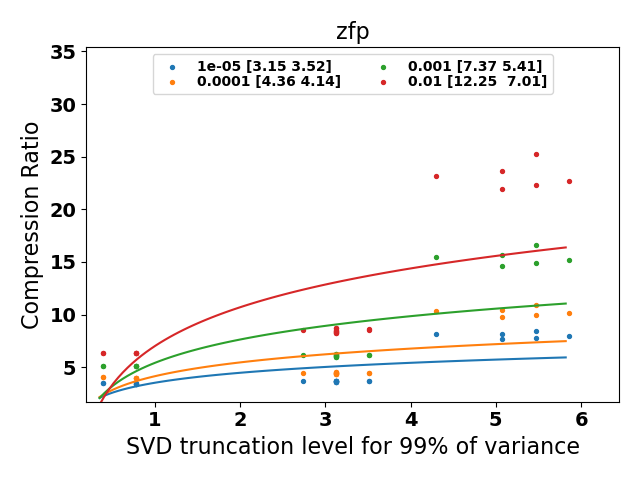 zfp
1e-05 [3.15 3.52]
0.0001 [4.36 4.14]
0.001 [7.37 5.41]
0.01 [12.25  7.01]
Compression Ratio
35
30
25
20
15
10
5
1 2 3 4 5 6
SVD truncation level for 99% of variance